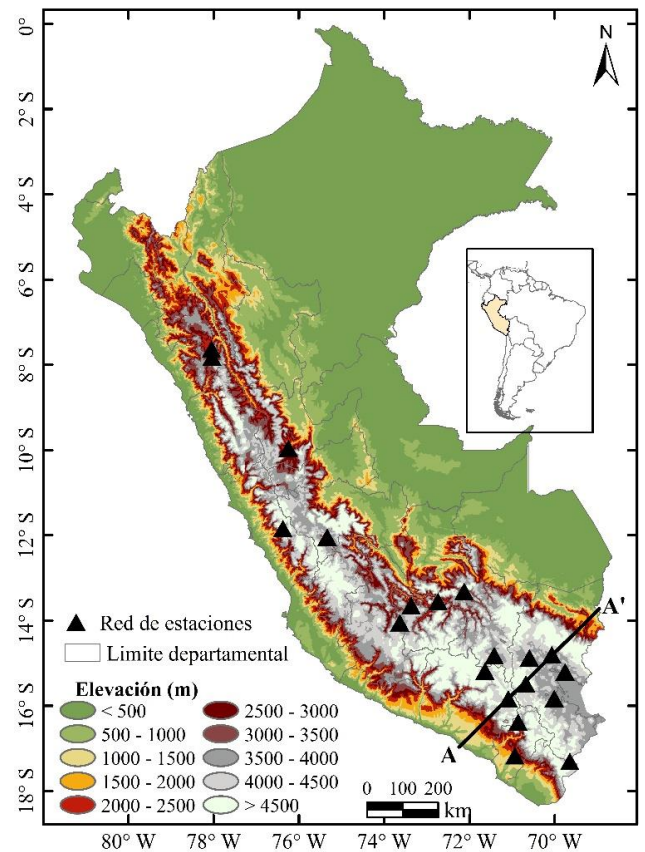 0°
2° S
4° S
6° S
8° S
10° S
12° S
14° S
16° S
18° S
N
A'
A
Red de estaciones
Limite departamental
Elevación (m)
< 500
500 - 1000
1000 - 1500
1500 - 2000
2000 - 2500
2500 - 3000
3000 - 3500
3500 - 4000
4000 - 4500
> 4500
0 100 200
km
80° W 78° W 76° W 74° W 72° W 70° W